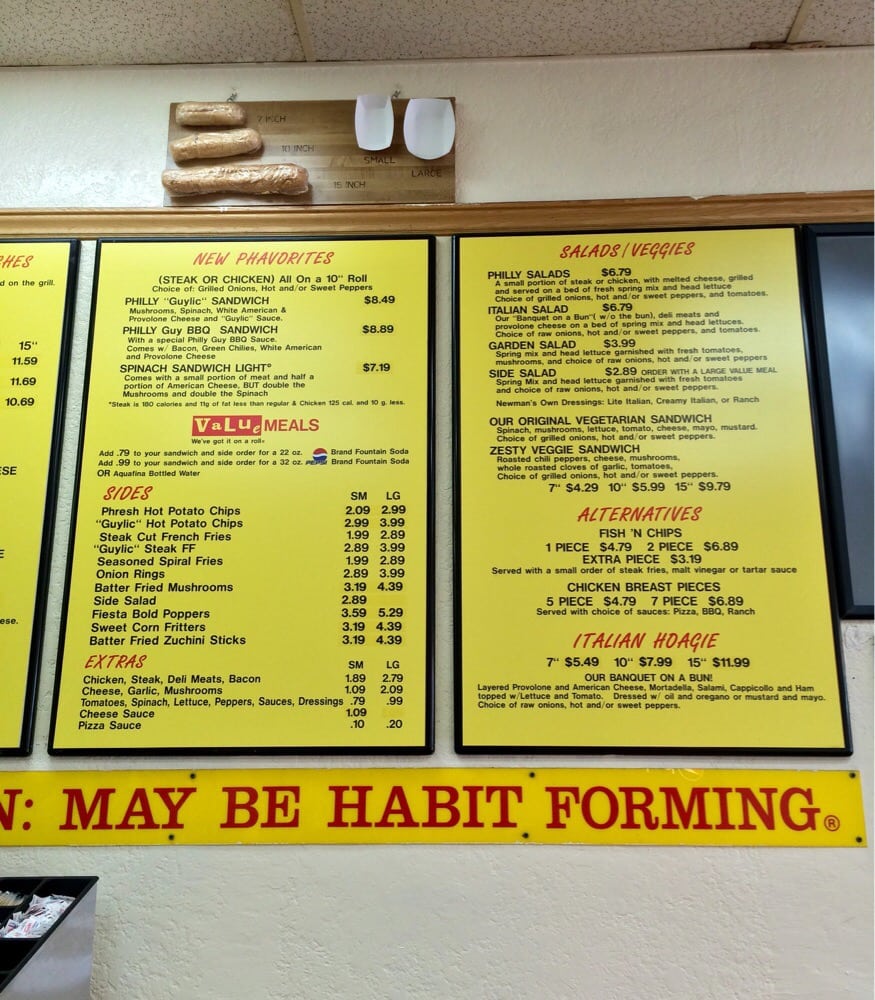 7 INCH
10 INCH
15 INCH
SMALL
LARGE
HES
d on the grill.
15"
11.59
11.69
10.69
ESE
E
ese.
NEW PHAVORITES
(STEAK OR CHICKEN) All On a 10" Roll
Choice of: Grilled Onions, Hot and/or Sweet Peppers
PHILLY "Guylic" SANDWICH $8.49
Mushrooms, Spinach, White American &
Provolone Cheese and "Guylic" Sauce.
PHILLY Guy BBQ SANDWICH $8.89
With a special Philly Guy BBQ Sauce.
Comes w/ Bacon, Green Chilies, White American
and Provolone Cheese
SPINACH SANDWICH LIGHT* $7.19
Comes with a small portion of meat and half a
portion of American Cheese, BUT double the
Mushrooms and double the Spinach
*Steak is 180 calories and 11g of fat less than regular & Chicken 125 cal. and 10 g. less.
VaLUe MEALS
We've got it on a roll®
Add .79 to your sandwich and side order for a 22 oz. Brand Fountain Soda
Add .99 to your sandwich and side order for a 32 oz. PEPSI Brand Fountain Soda
OR Aquafina Bottled Water
SIDES SM LG
Phresh Hot Potato Chips 2.09 2.99
"Guylic" Hot Potato Chips 2.99 3.99
Steak Cut French Fries 1.99 2.89
"Guylic" Steak FF 2.89 3.99
Seasoned Spiral Fries 1.99 2.89
Onion Rings 2.89 3.99
Batter Fried Mushrooms 3.19 4.39
Side Salad 2.89
Fiesta Bold Poppers 3.59 5.29
Sweet Corn Fritters 3.19 4.39
Batter Fried Zuchini Sticks 3.19 4.39
EXTRAS SM LG
Chicken, Steak, Deli Meats, Bacon 1.89 2.79
Cheese, Garlic, Mushrooms 1.09 2.09
Tomatoes, Spinach, Lettuce, Peppers, Sauces, Dressings .79 .99
Cheese Sauce 1.09
Pizza Sauce .10 .20
SALADS/VEGGIES
PHILLY SALADS $6.79
A small portion of steak or chicken, with melted cheese, grilled
and served on a bed of fresh spring mix and head lettuce
Choice of grilled onions, hot and/or sweet peppers, and tomatoes.
ITALIAN SALAD $6.79
Our "Banquet on a Bun"( w/o the bun), deli meats and
provolone cheese on a bed of spring mix and head lettuces.
Choice of raw onions, hot and/or sweet peppers, and tomatoes.
GARDEN SALAD $3.99
Spring mix and head lettuce garnished with fresh tomatoes,
mushrooms, and choice of raw onions, hot and/or sweet peppers
SIDE SALAD $2.89 ORDER WITH A LARGE VALUE MEAL
Spring Mix and head lettuce garnished with fresh tomatoes
and choice of raw onions, hot and/or sweet peppers.
Newman's Own Dressings: Lite Italian, Creamy Italian, or Ranch
OUR ORIGINAL VEGETARIAN SANDWICH
Spinach, mushrooms, lettuce, tomato, cheese, mayo, mustard.
Choice of grilled onions, hot and/or sweet peppers.
ZESTY VEGGIE SANDWICH
Roasted chili peppers, cheese, mushrooms,
whole roasted cloves of garlic, tomatoes,
Choice of grilled onions, hot and/or sweet peppers.
7" $4.29 10" $5.99 15" $9.79
ALTERNATIVES
FISH 'N CHIPS
1 PIECE $4.79 2 PIECE $6.89
EXTRA PIECE $3.19
Served with a small order of steak fries, malt vinegar or tartar sauce
CHICKEN BREAST PIECES
5 PIECE $4.79 7 PIECE $6.89
Served with choice of sauces: Pizza, BBQ, Ranch
ITALIAN HOAGIE
7" $5.49 10" $7.99 15" $11.99
OUR BANQUET ON A BUN!
Layered Provolone and American Cheese, Mortadella, Salami, Cappicollo and Ham
topped w/Lettuce and Tomato. Dressed w/ oil and oregano or mustard and mayo.
Choice of raw onions, hot and/or sweet peppers.
N: MAY BE HABIT FORMING®